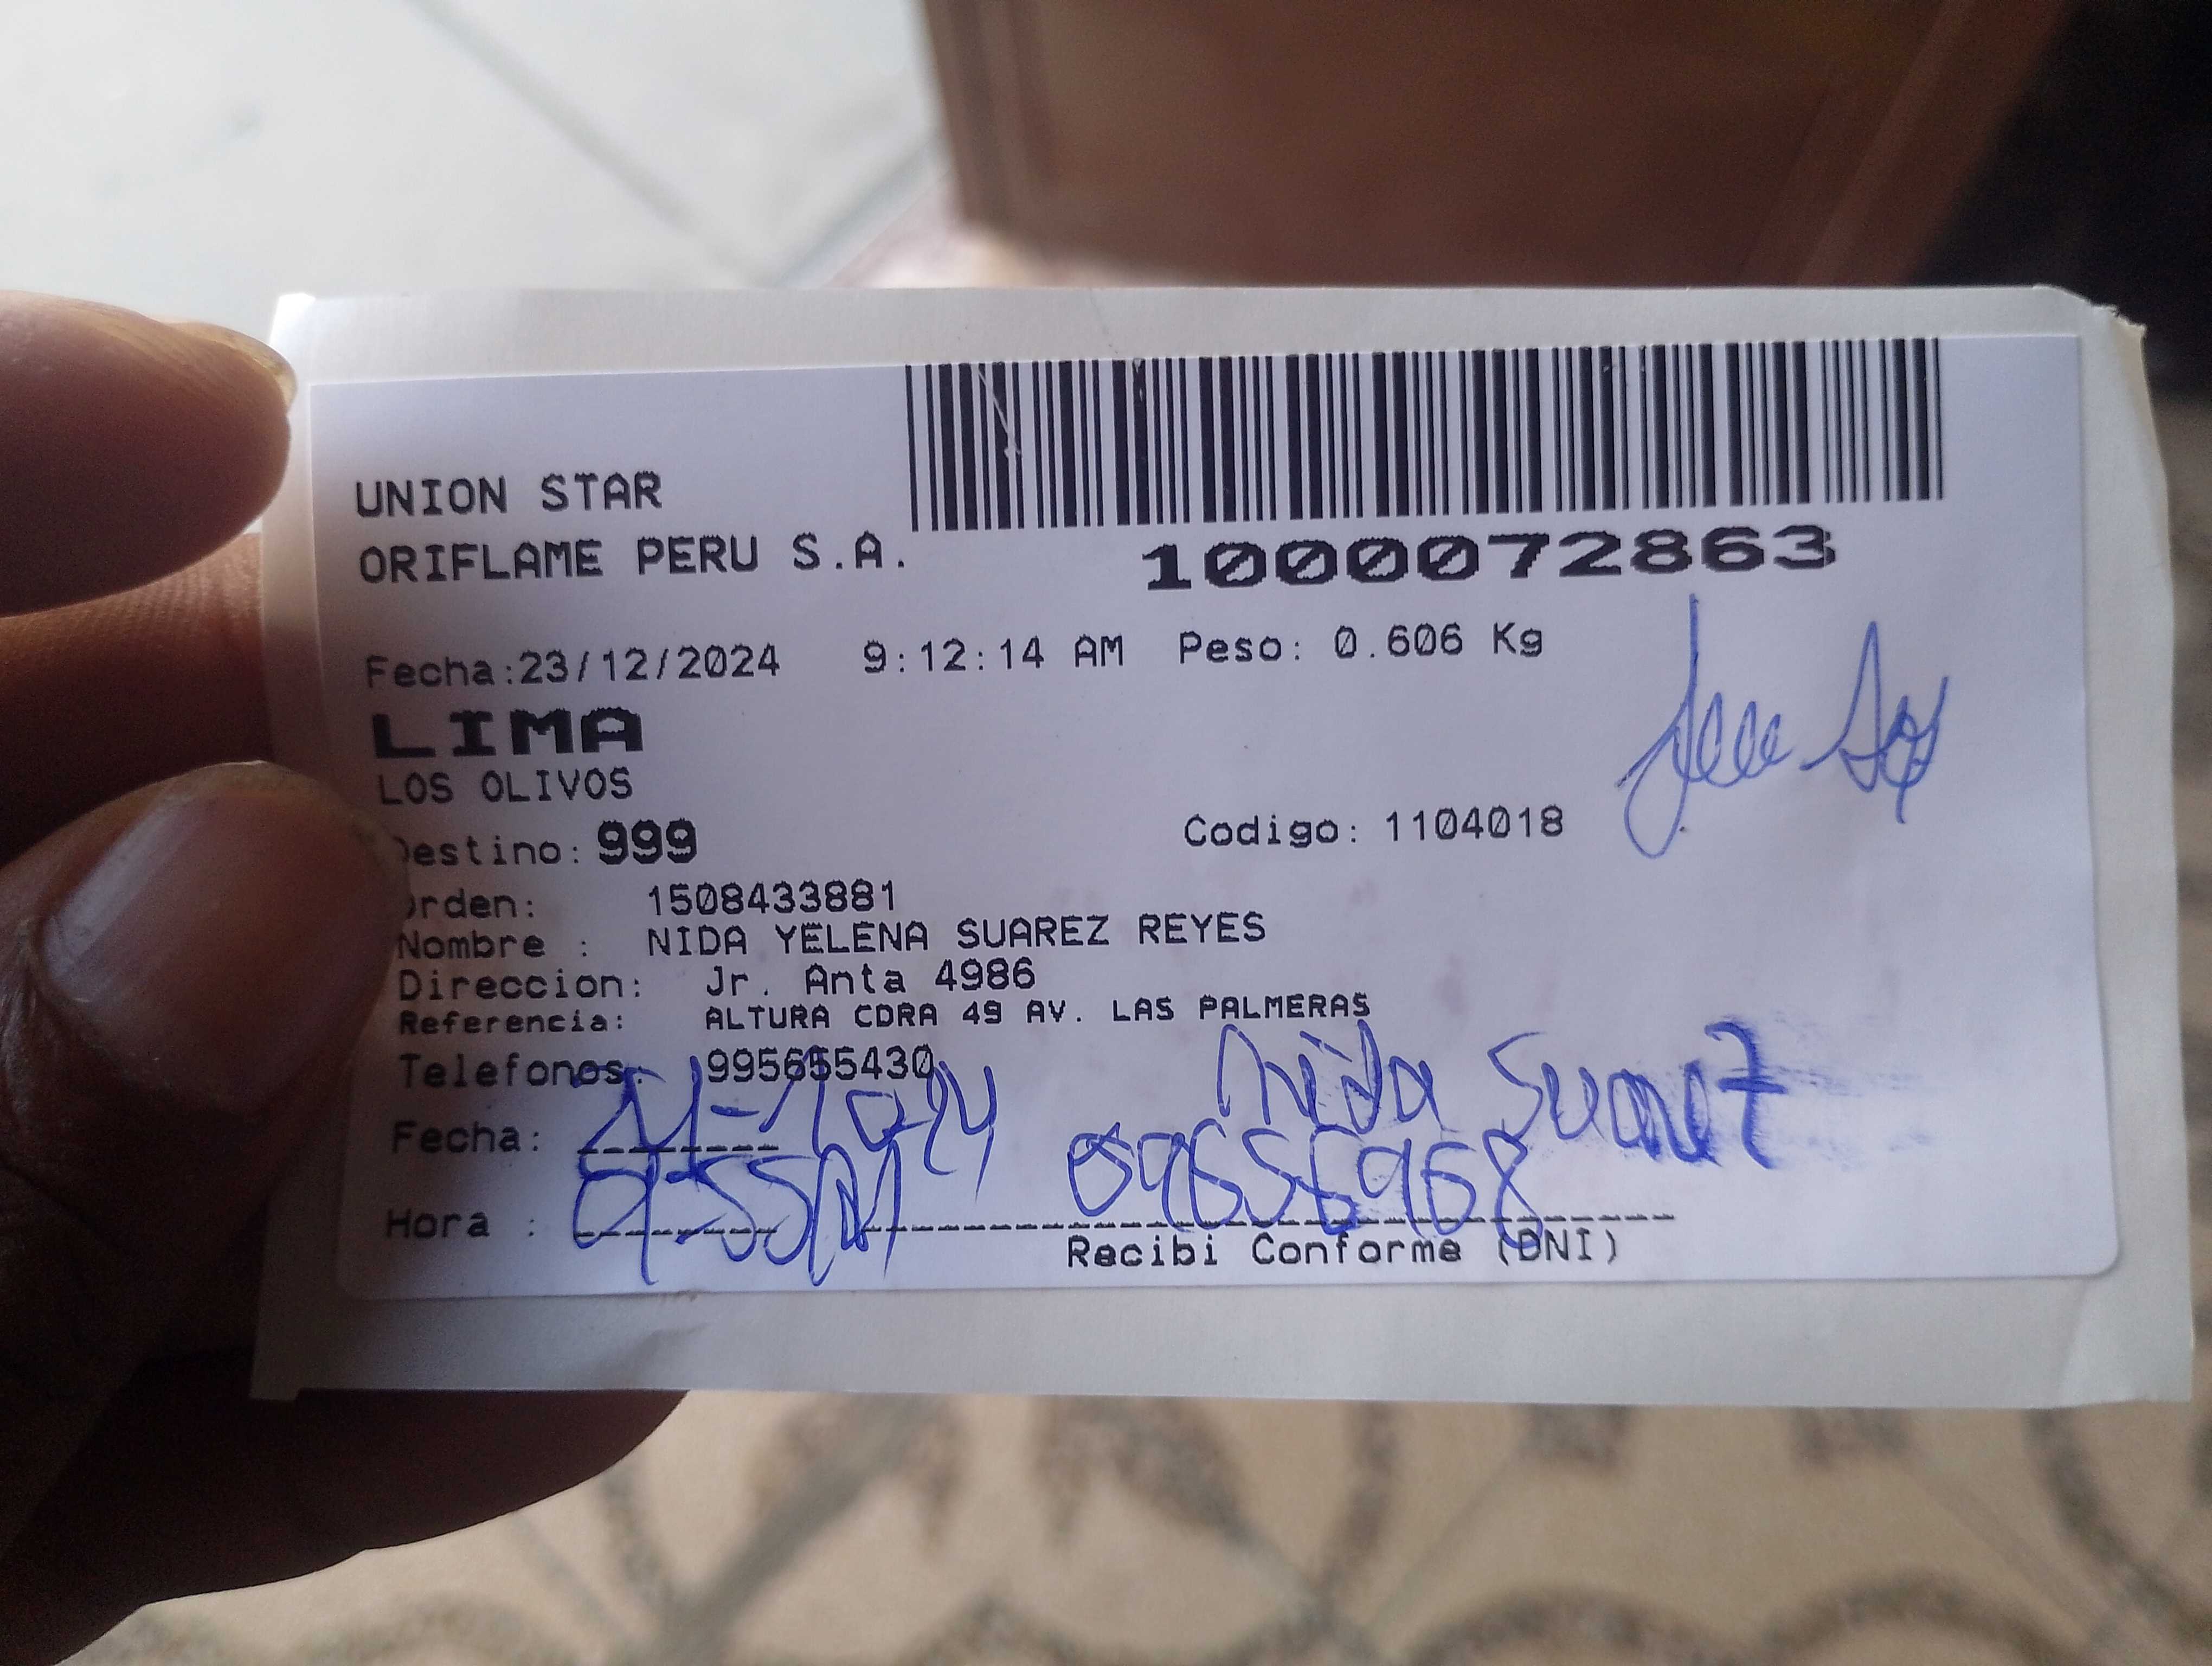 UNION STAR
ORIFLAME PERU S.A.
1000072863
Fecha:23/12/2024 9:12:14 AM Peso: 0.606 Kg
LIMA
LOS OLIVOS
Destino: 999 Codigo: 1104018
Orden: 1508433881
Nombre : NIDA YELENA SUAREZ REYES
Direccion: Jr. Anta 4986
Referencia: ALTURA CDRA 49 AV. LAS PALMERAS
Telefonos: 995655430
Nida Suarez
Fecha:
Hora :
Recibi Conforme (DNI)